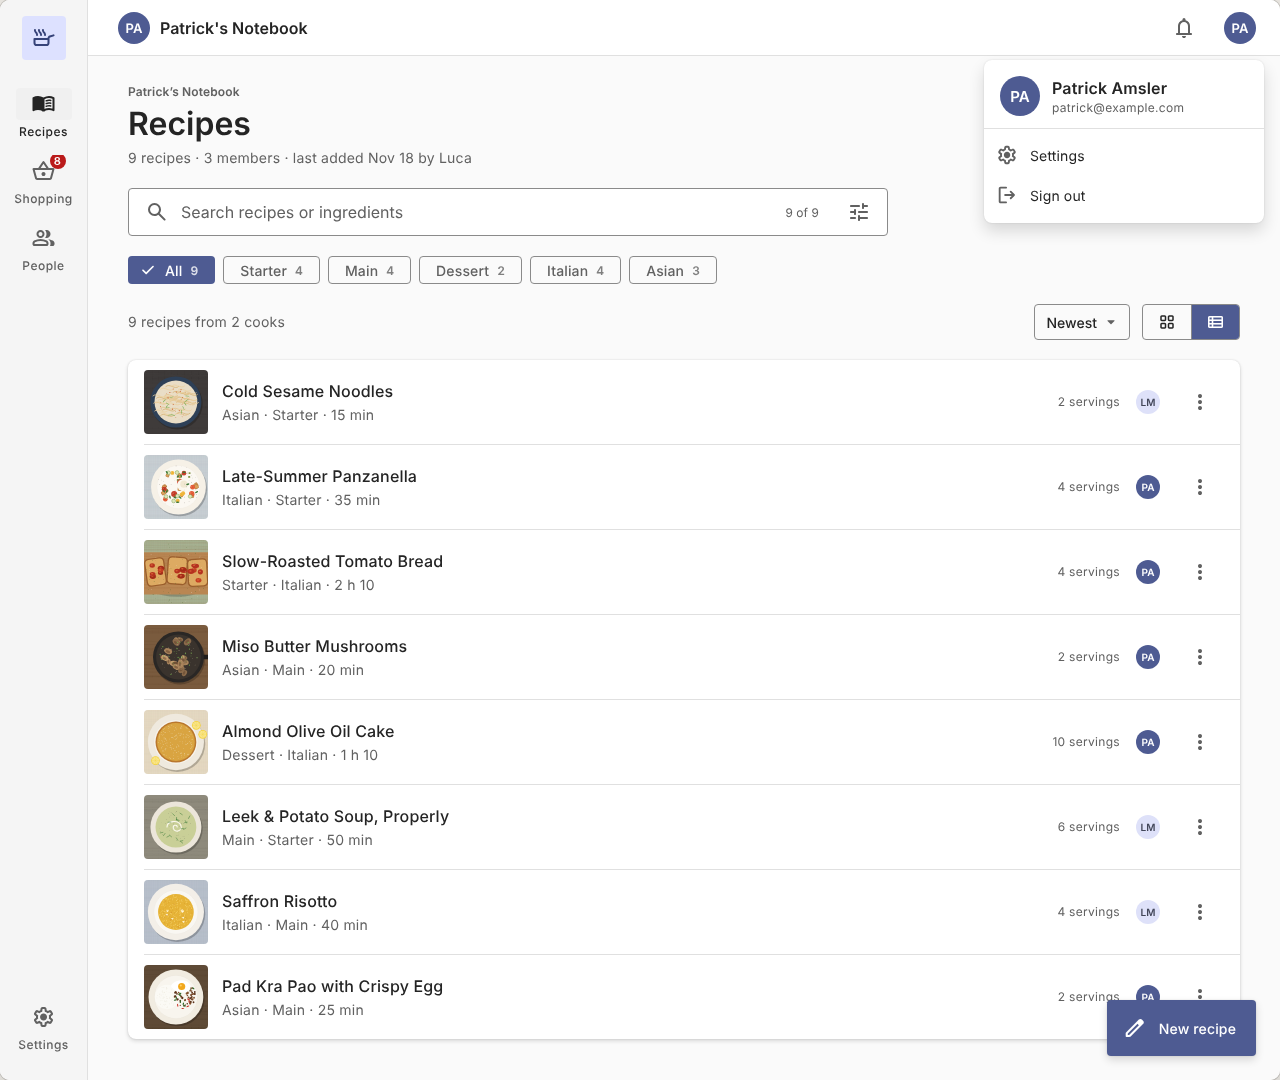 PA Patrick's Notebook PA
Recipes
8
Shopping
People
Settings
PA Patrick Amsler
patrick@example.com
Settings
Sign out
Patrick’s Notebook
Recipes
9 recipes · 3 members · last added Nov 18 by Luca
Search recipes or ingredients 9 of 9
All 9 Starter 4 Main 4 Dessert 2 Italian 4 Asian 3
9 recipes from 2 cooks Newest
Cold Sesame Noodles
Asian · Starter · 15 min
2 servings LM
Late-Summer Panzanella
Italian · Starter · 35 min
4 servings PA
Slow-Roasted Tomato Bread
Starter · Italian · 2 h 10
4 servings PA
Miso Butter Mushrooms
Asian · Main · 20 min
2 servings PA
Almond Olive Oil Cake
Dessert · Italian · 1 h 10
10 servings PA
Leek & Potato Soup, Properly
Main · Starter · 50 min
6 servings LM
Saffron Risotto
Italian · Main · 40 min
4 servings LM
Pad Kra Pao with Crispy Egg
Asian · Main · 25 min
2 servings PA
New recipe